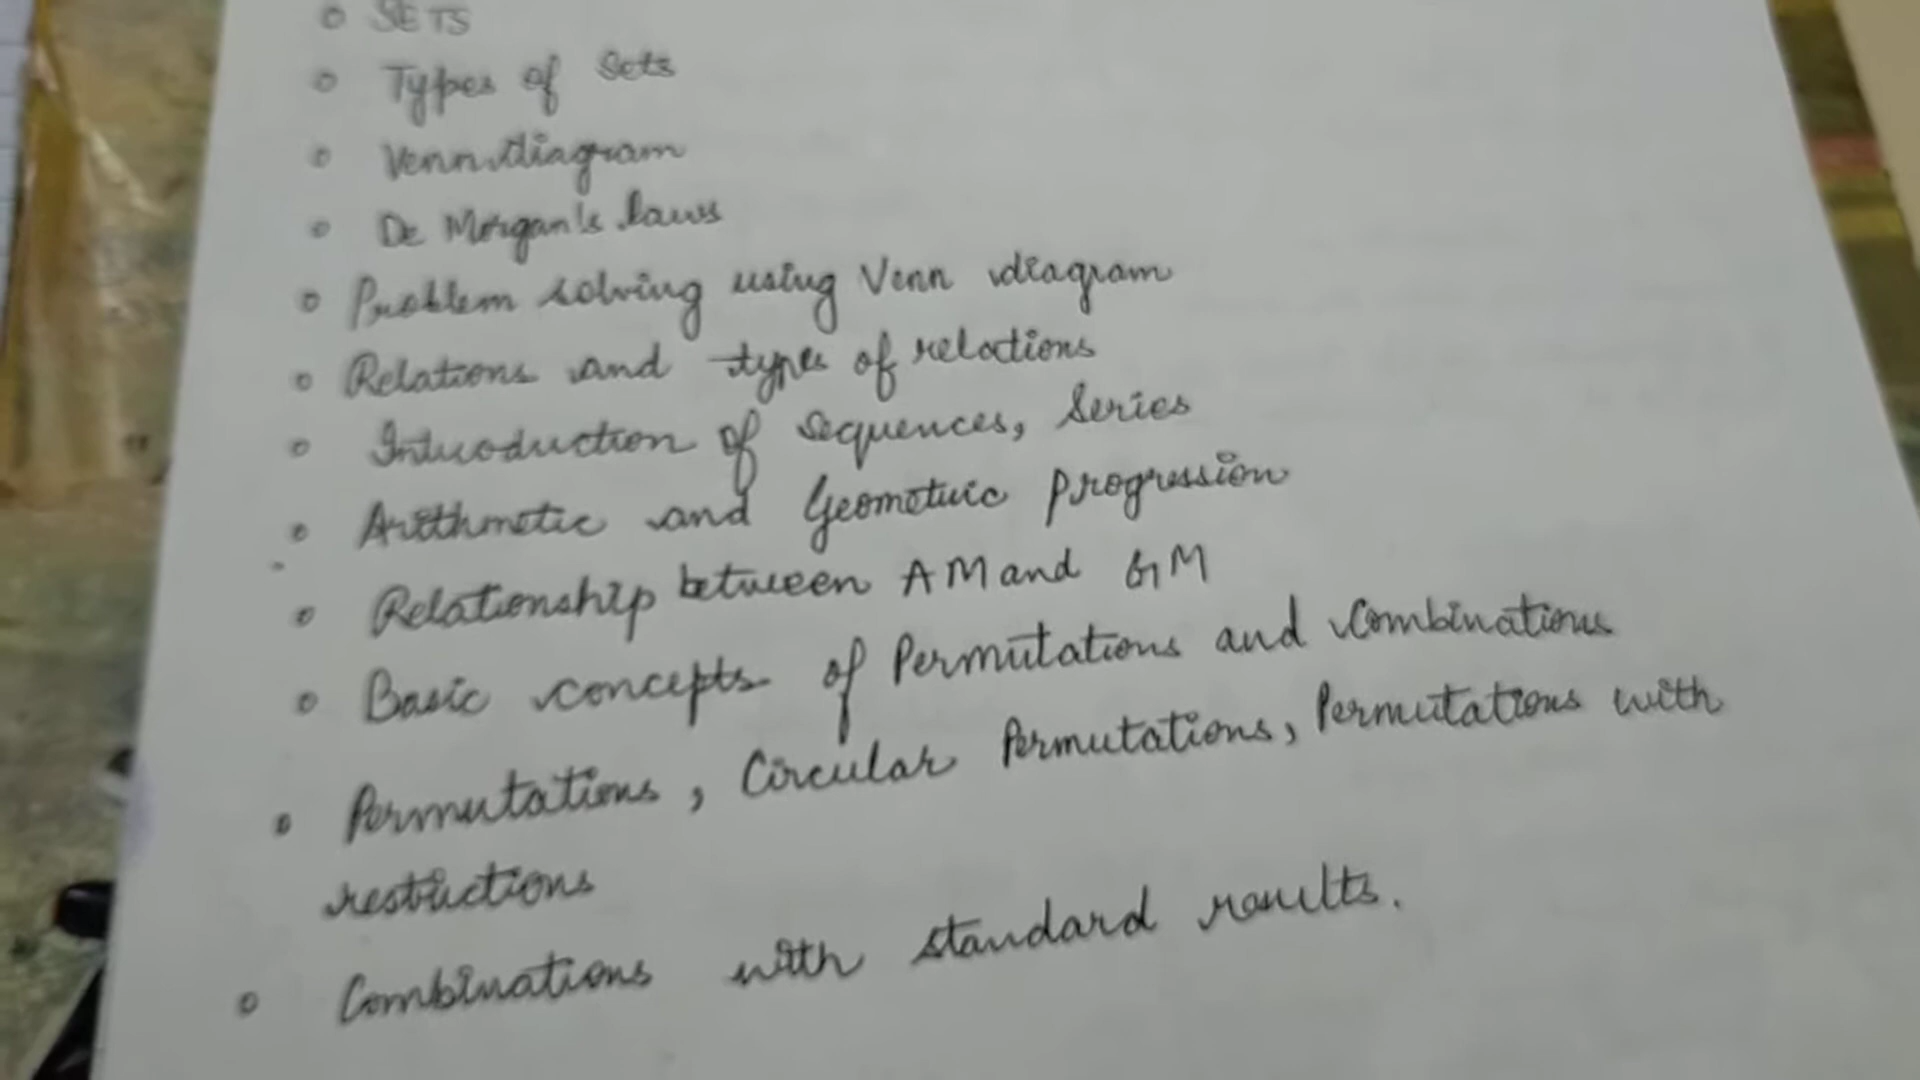 o SETS
o Types of Sets
o Venn diagram
o De Morgan's laws
o Problem solving using Venn diagram
o Relations and types of relations
o Introduction of sequences, Series
o Arithmetic and Geometric progression
o Relationship between AM and GM
o Basic concepts of Permutations and Combinations
o Permutations, Circular Permutations, Permutations with
restrictions
o Combinations with standard results.